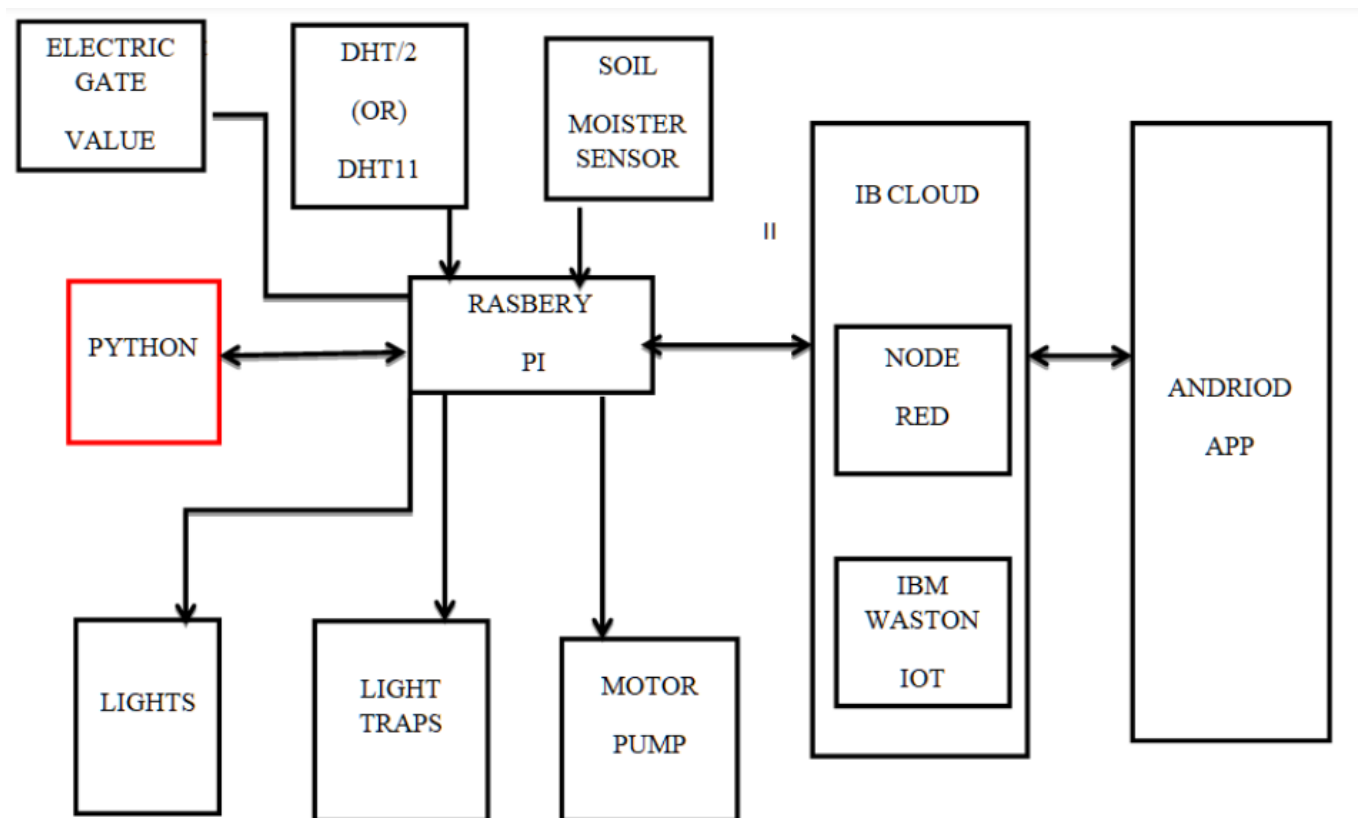 ELECTRIC
GATE
VALUE
DHT/2
(OR)
DHT11
SOIL
MOISTER
SENSOR
II
IB CLOUD
PYTHON
RASBERY
PI
NODE
RED
ANDRIOD
APP
IBM
WASTON
IOT
LIGHTS
LIGHT
TRAPS
MOTOR
PUMP